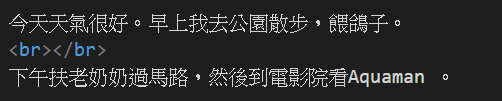 今天天氣很好。早上我去公園散步，餵鴿子。
<br></br>
下午扶老奶奶過馬路，然後到電影院看Aquaman 。